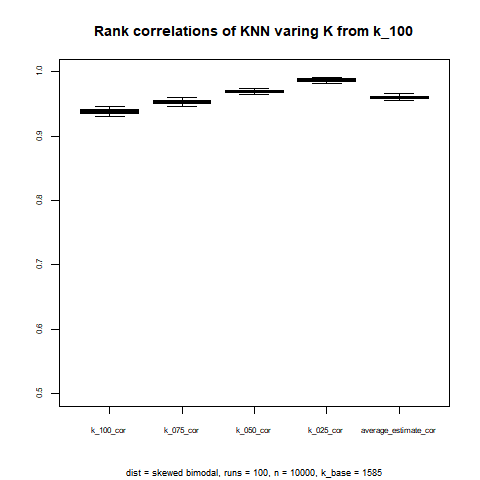 Rank correlations of KNN varing K from k_100
1.0
0.9
0.8
0.7
0.6
0.5
k_100_cor k_075_cor k_050_cor k_025_cor average_estimate_cor
dist = skewed bimodal, runs = 100, n = 10000, k_base = 1585